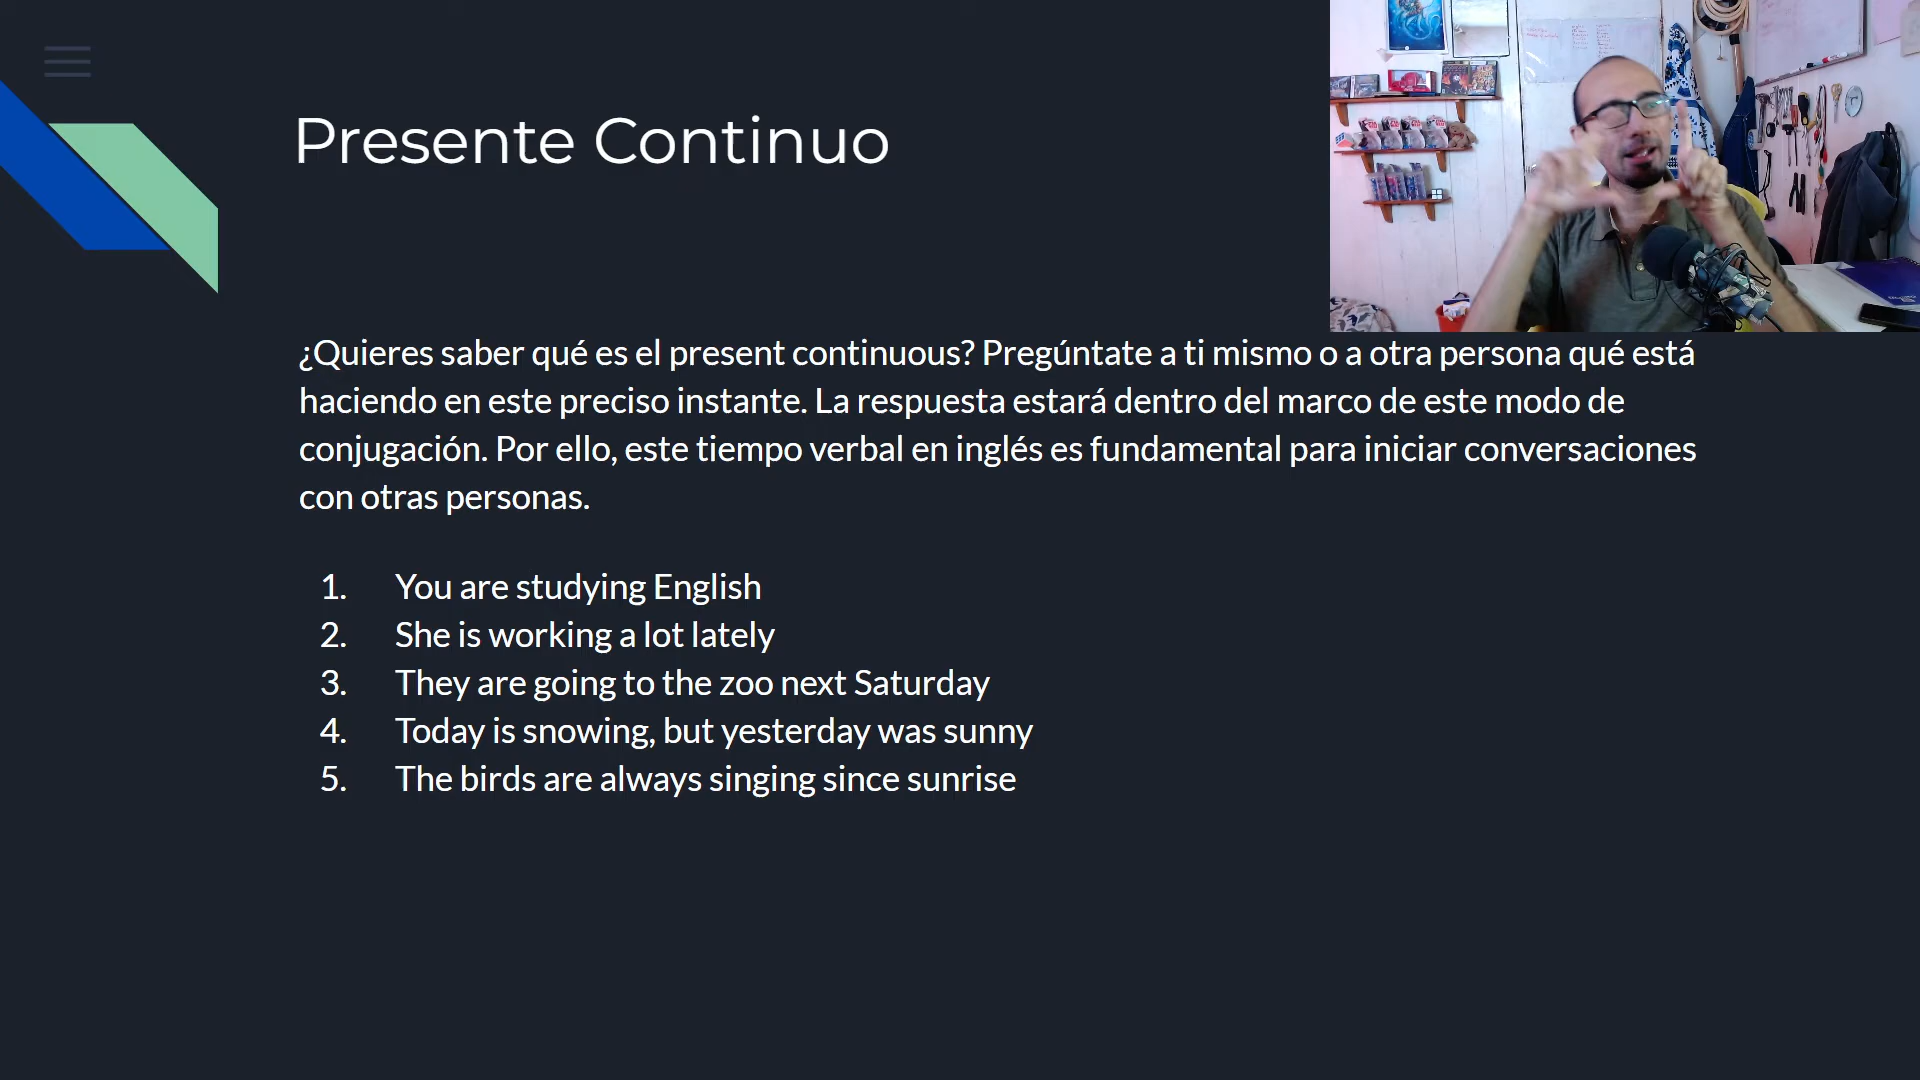 Presente Continuo
¿Quieres saber qué es el present continuous? Pregúntate a ti mismo o a otra persona qué está
haciendo en este preciso instante. La respuesta estará dentro del marco de este modo de
conjugación. Por ello, este tiempo verbal en inglés es fundamental para iniciar conversaciones
con otras personas.
1. You are studying English
2. She is working a lot lately
3. They are going to the zoo next Saturday
4. Today is snowing, but yesterday was sunny
5. The birds are always singing since sunrise